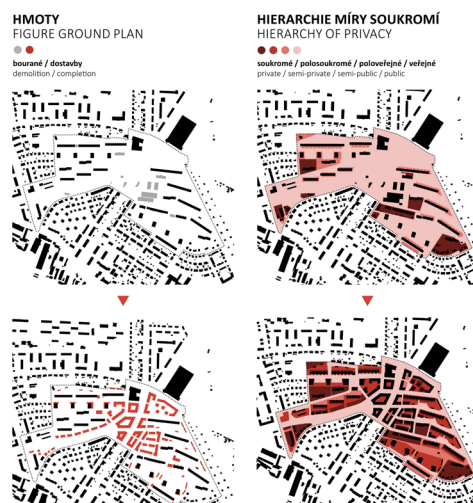 HMOTY
FIGURE GROUND PLAN
bourané / dostavby
demolition / completion
HIERARCHIE MÍRY SOUKROMÍ
HIERARCHY OF PRIVACY
soukromé / polosoukromé / poloveřejné / veřejné
private / semi-private / semi-public / public